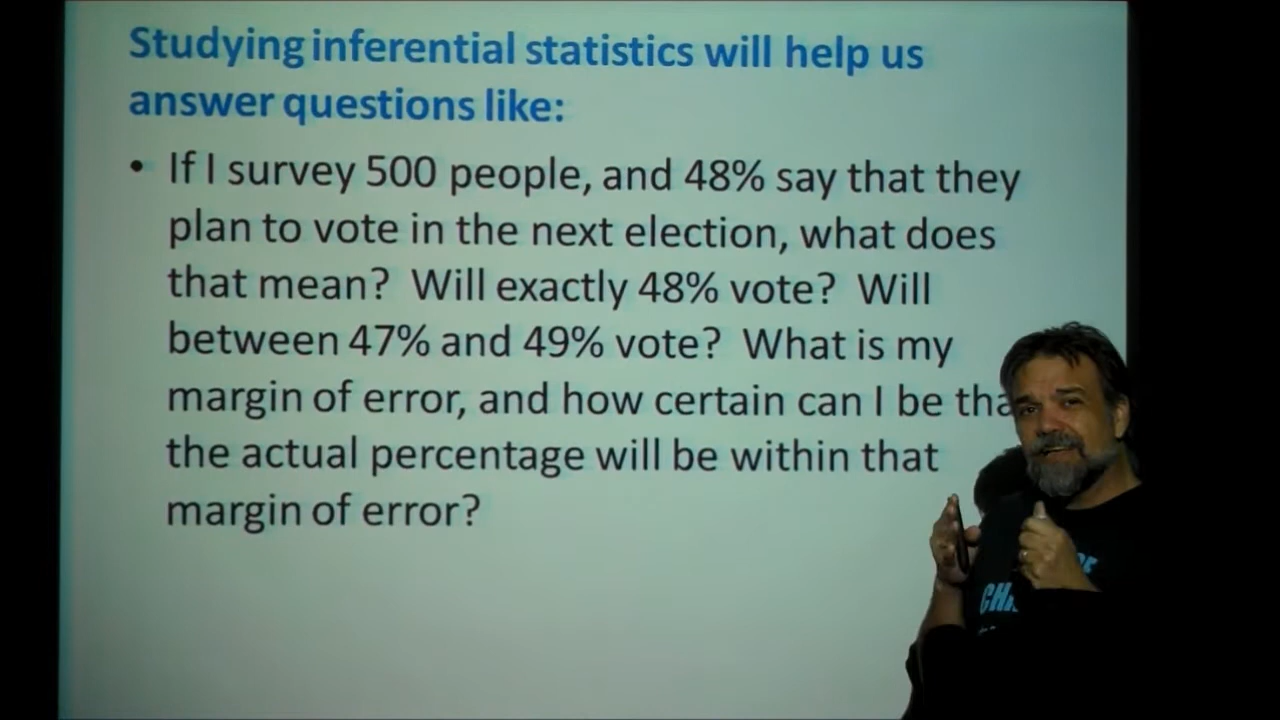 Studying inferential statistics will help us
answer questions like:
• If I survey 500 people, and 48% say that they
plan to vote in the next election, what does
that mean? Will exactly 48% vote? Will
between 47% and 49% vote? What is my
margin of error, and how certain can I be tha
the actual percentage will be within that
margin of error?